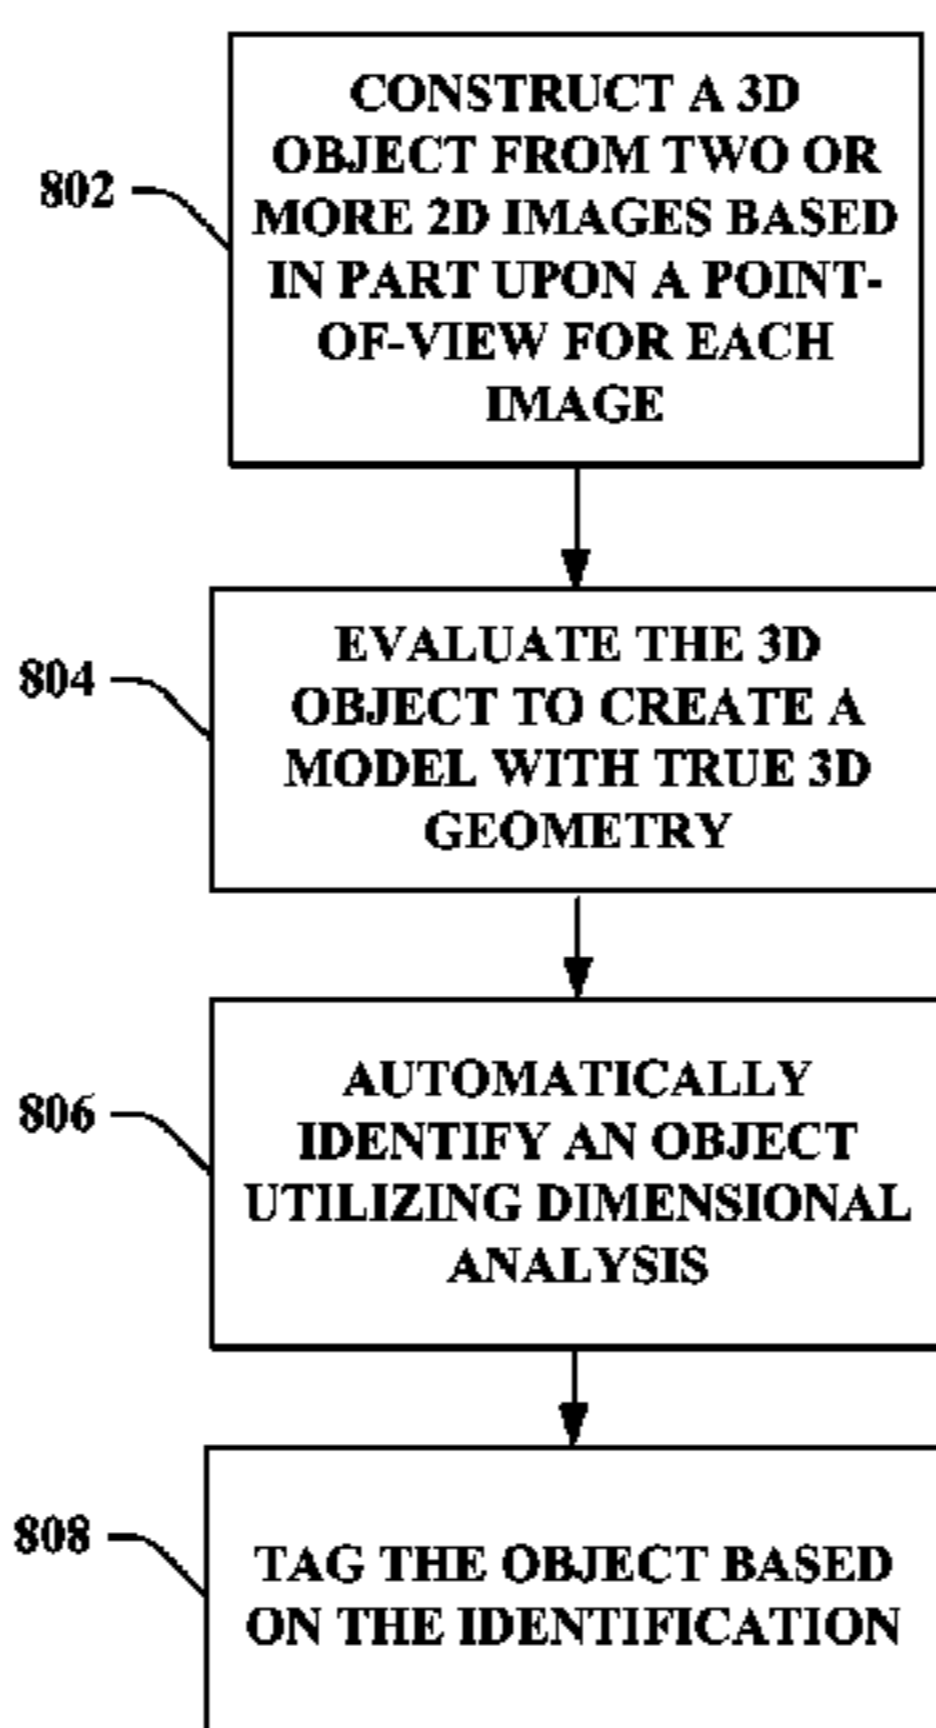 802
CONSTRUCT A 3D
OBJECT FROM TWO OR
MORE 2D IMAGES BASED
IN PART UPON A POINT-
OF-VIEW FOR EACH
IMAGE
804
EVALUATE THE 3D
OBJECT TO CREATE A
MODEL WITH TRUE 3D
GEOMETRY
806
AUTOMATICALLY
IDENTIFY AN OBJECT
UTILIZING DIMENSIONAL
ANALYSIS
808
TAG THE OBJECT BASED
ON THE IDENTIFICATION